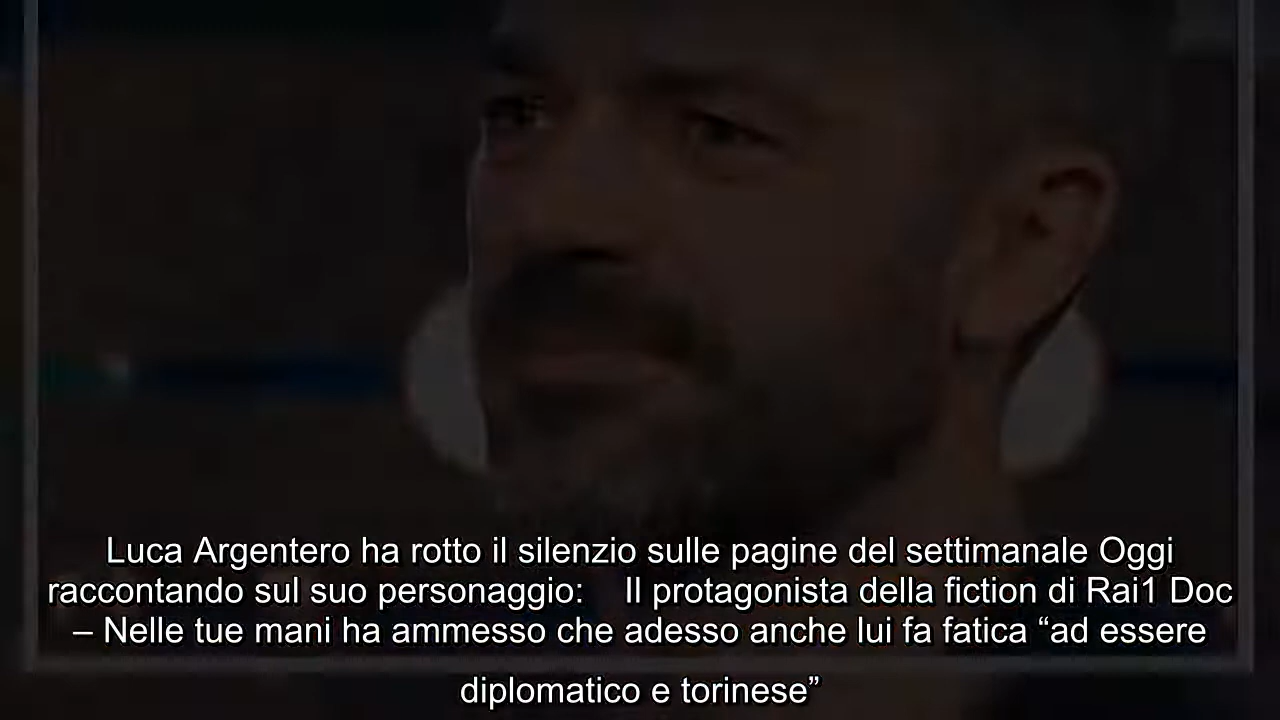 Luca Argentero ha rotto il silenzio sulle pagine del settimanale Oggi
raccontando sul suo personaggio: Il protagonista della fiction di Rai1 Doc
– Nelle tue mani ha ammesso che adesso anche lui fa fatica “ad essere
diplomatico e torinese”